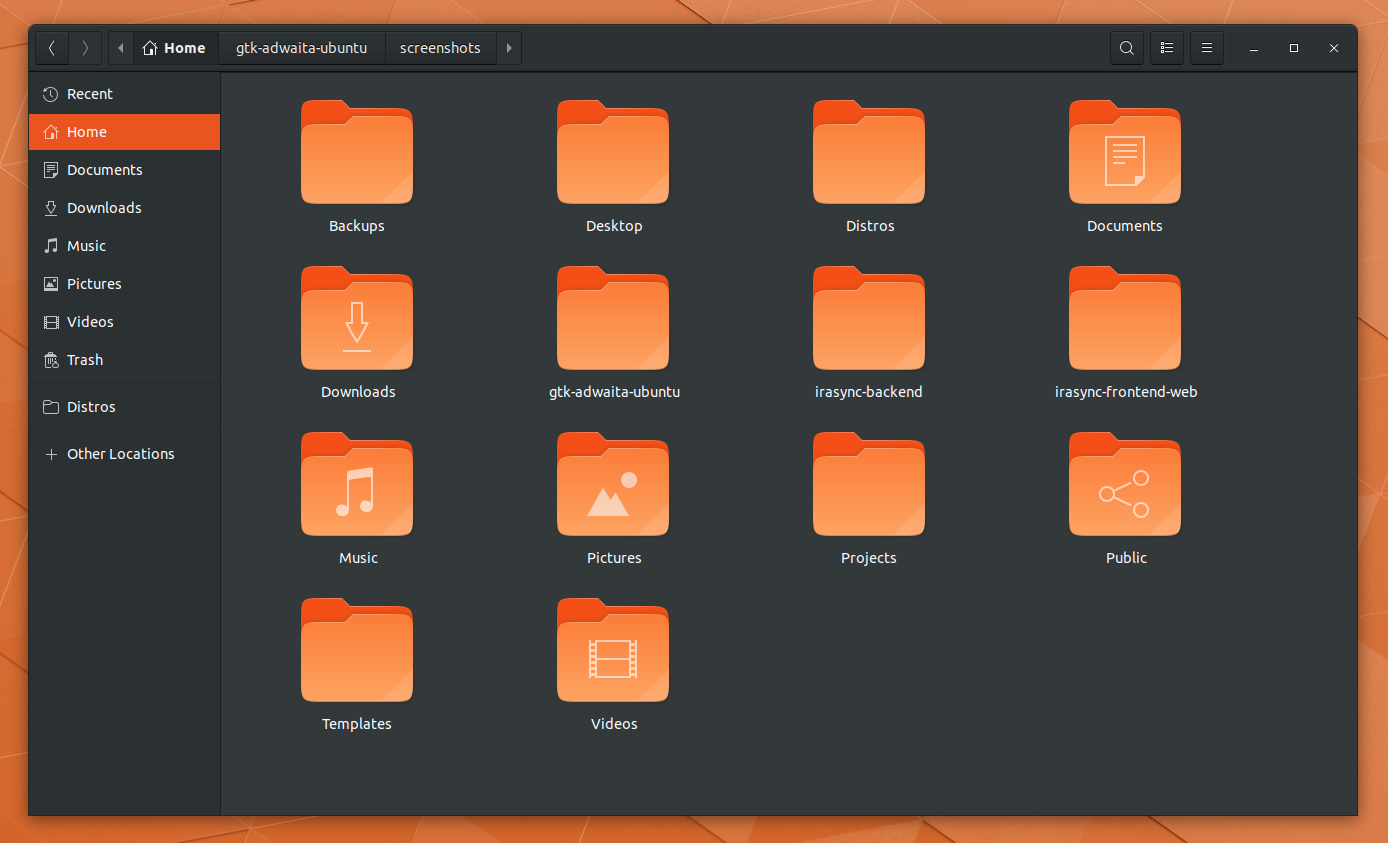 Home gtk-adwaita-ubuntu screenshots
Recent
Home
Documents
Downloads
Music
Pictures
Videos
Trash
Distros
Other Locations
Backups Desktop Distros Documents
Downloads gtk-adwaita-ubuntu irasync-backend irasync-frontend-web
Music Pictures Projects Public
Templates Videos